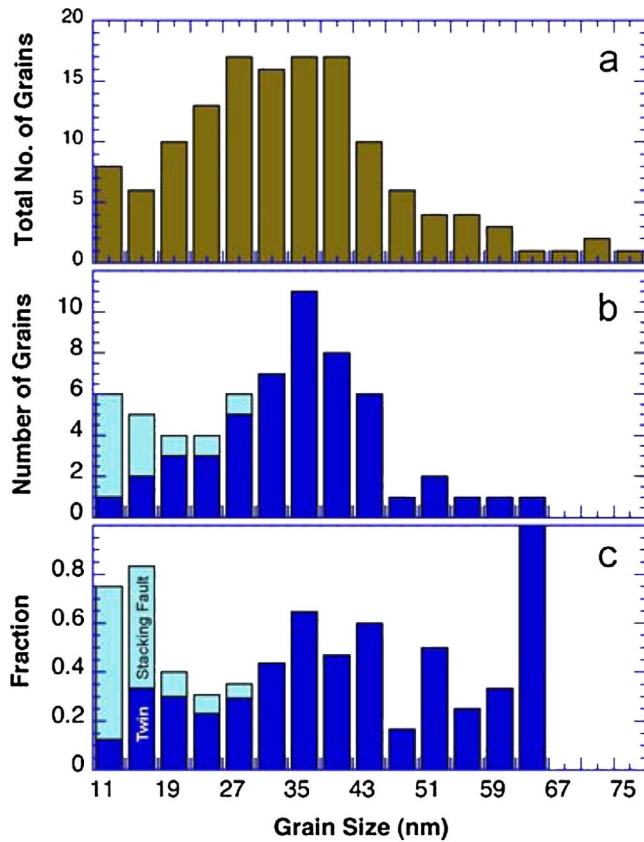 20
15
10
5
0
Total No. of Grains
a
10
8
6
4
2
0
Number of Grains
b
0.8
0.6
0.4
0.2
0
Fraction
c
Twin
Stacking Fault
11 19 27 35 43 51 59 67 75
Grain Size (nm)